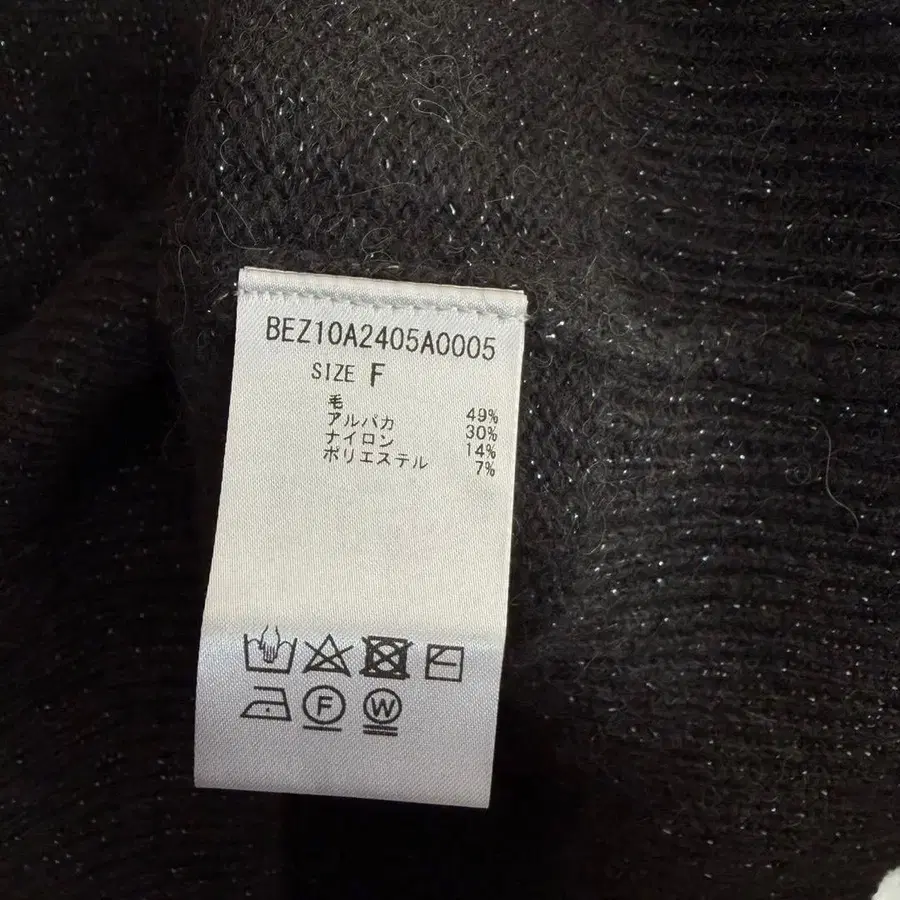 BEZ10A2405A0005
SIZE F
毛 49%
アルパカ 30%
ナイロン 14%
ポリエステル 7%
F W